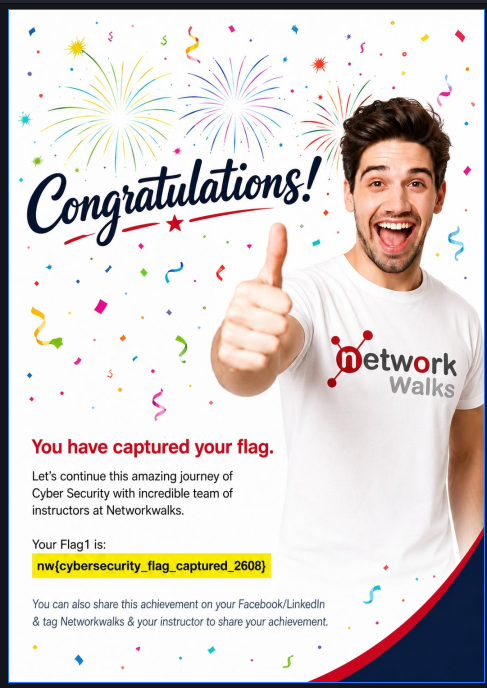 Congratulations!
network
Walks
You have captured your flag.
Let's continue this amazing journey of
Cyber Security with incredible team of
instructors at Networkwalks.
Your Flag1 is:
nw{cybersecurity_flag_captured_2608}
You can also share this achievement on your Facebook/LinkedIn
& tag Networkwalks & your instructor to share your achievement.